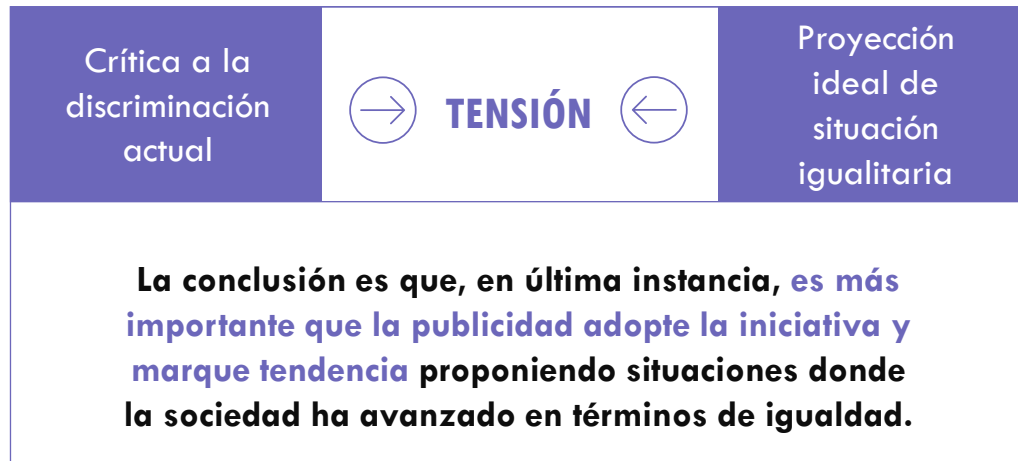 Crítica a la
discriminación
actual
TENSIÓN
Proyección
ideal de
situación
igualitaria
La conclusión es que, en última instancia, es más
importante que la publicidad adopte la iniciativa y
marque tendencia proponiendo situaciones donde
la sociedad ha avanzado en términos de igualdad.